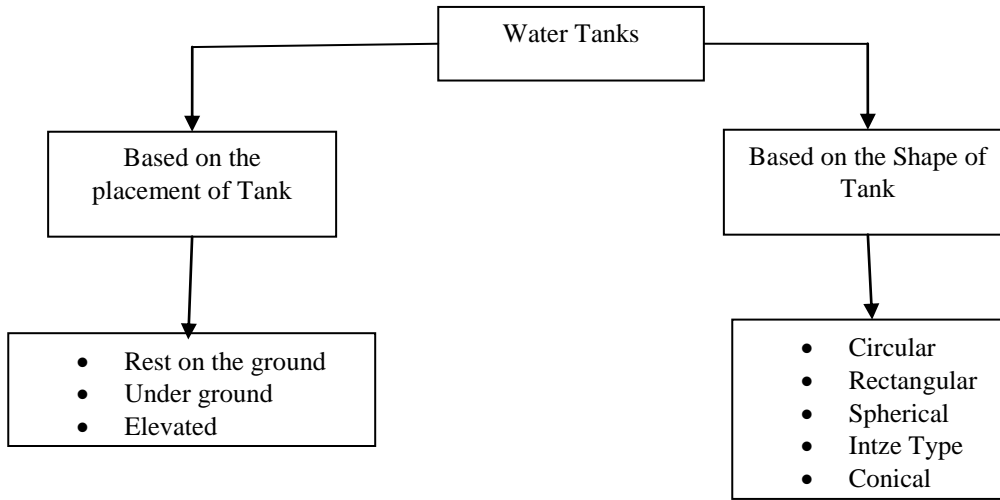 Water Tanks
Based on the
placement of Tank
Based on the Shape of
Tank
• Rest on the ground
• Under ground
• Elevated
• Circular
• Rectangular
• Spherical
• Intze Type
• Conical